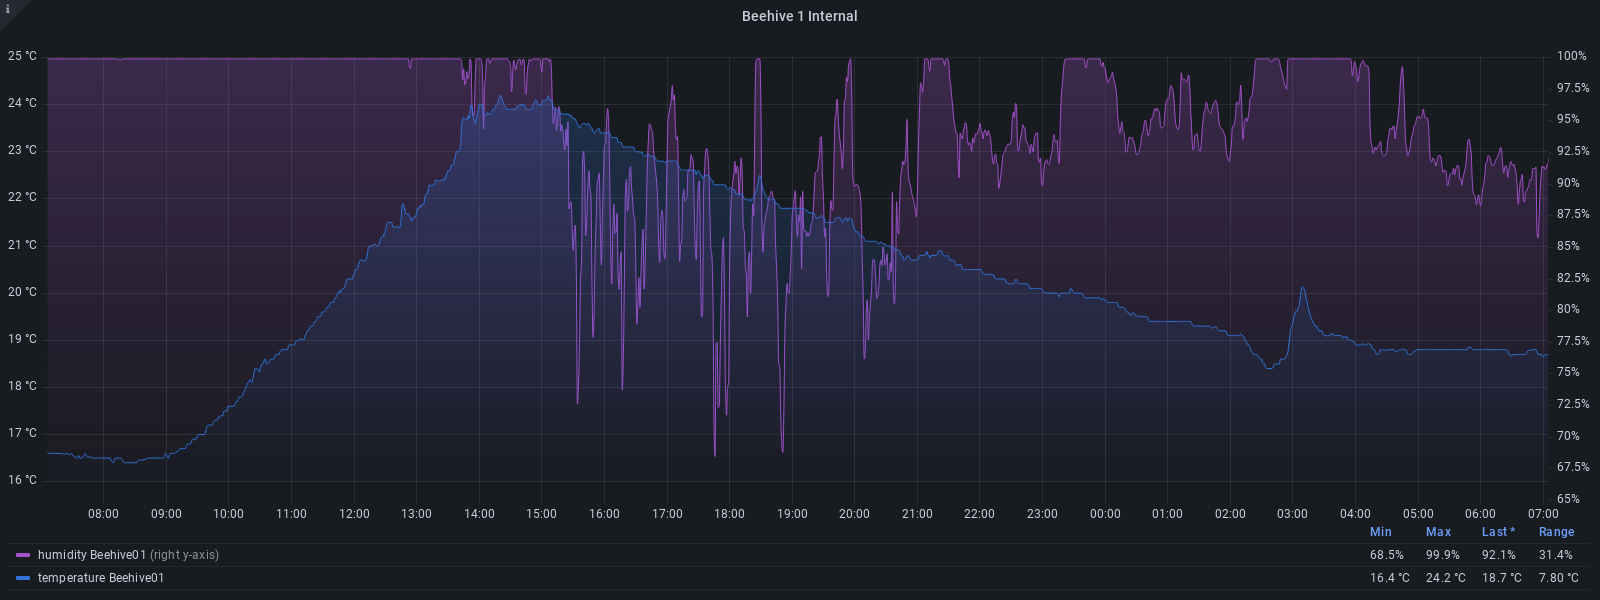 i
Beehive 1 Internal
25 °C 100%
24 °C 97.5%
23 °C 95%
22 °C 92.5%
21 °C 90%
20 °C 87.5%
19 °C 85%
18 °C 82.5%
17 °C 80%
16 °C 77.5%
75%
72.5%
70%
67.5%
65%
08:00 09:00 10:00 11:00 12:00 13:00 14:00 15:00 16:00 17:00 18:00 19:00 20:00 21:00 22:00 23:00 00:00 01:00 02:00 03:00 04:00 05:00 06:00 07:00
Min Max Last * Range
humidity Beehive01 (right y-axis) 68.5% 99.9% 92.1% 31.4%
temperature Beehive01 16.4 °C 24.2 °C 18.7 °C 7.80 °C